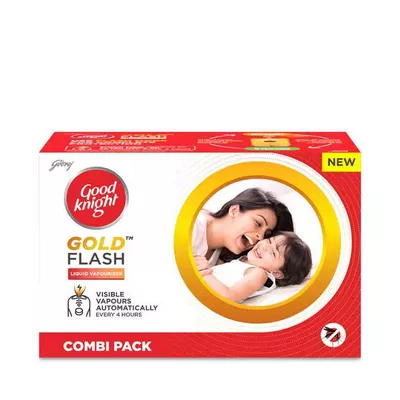 Godrej
NEW
Good
knight
GOLD™
FLASH
LIQUID VAPOURISER
VISIBLE
VAPOURS
AUTOMATICALLY
EVERY 4 HOURS
COMBI PACK